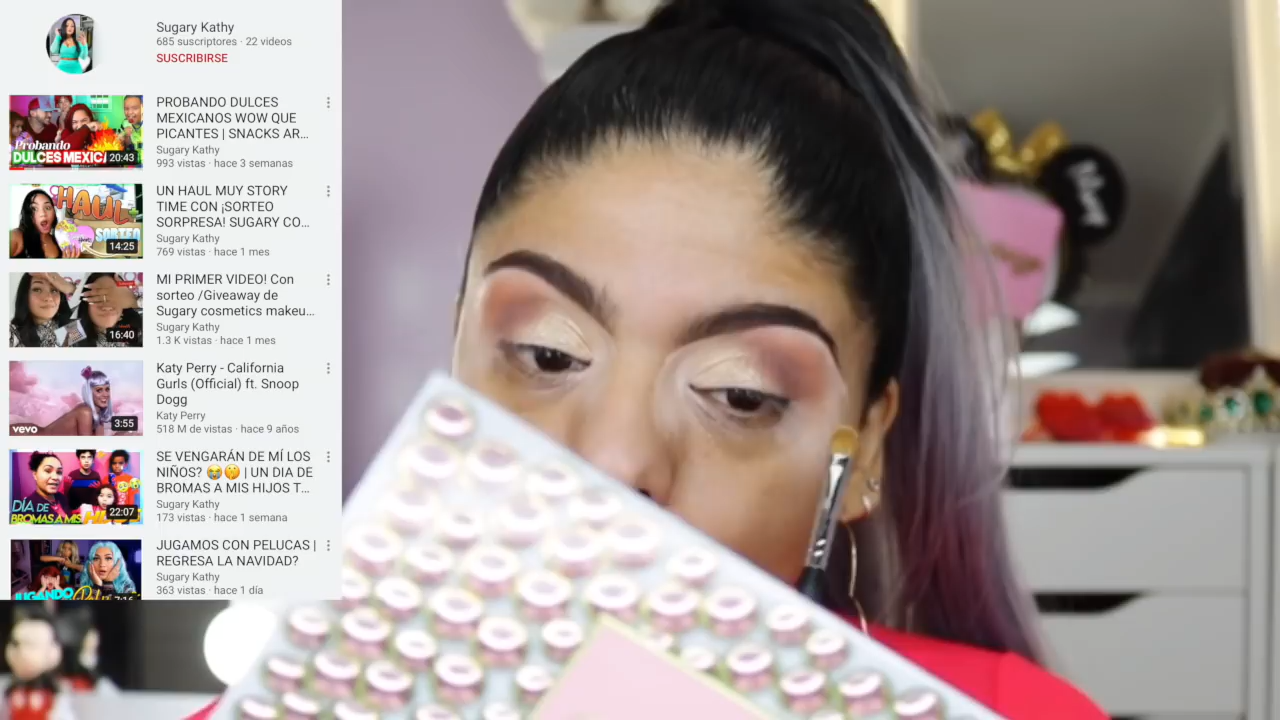 Sugary Kathy
685 suscriptores · 22 videos
SUSCRIBIRSE
PROBANDO DULCES
MEXICANOS WOW QUE
PICANTES | SNACKS AR...
Sugary Kathy
993 vistas · hace 3 semanas
Probando
DULCES MEXIC
20:43
UN HAUL MUY STORY
TIME CON ¡SORTEO
SORPRESA! SUGARY CO...
Sugary Kathy
769 vistas · hace 1 mes
HAUL
SORTEO
14:25
MI PRIMER VIDEO! Con
sorteo /Giveaway de
Sugary cosmetics makeu...
Sugary Kathy
1.3 K vistas · hace 1 mes
16:40
Katy Perry - California
Gurls (Official) ft. Snoop
Dogg
Katy Perry
518 M de vistas · hace 9 años
vevo
3:55
SE VENGARÁN DE MÍ LOS
NIÑOS? 😭🤫 | UN DIA DE
BROMAS A MIS HIJOS T...
Sugary Kathy
173 vistas · hace 1 semana
DÍA DE
BROMAS A MIS
22:07
JUGAMOS CON PELUCAS |
REGRESA LA NAVIDAD?
Sugary Kathy
363 vistas · hace 1 día
JUGANDO